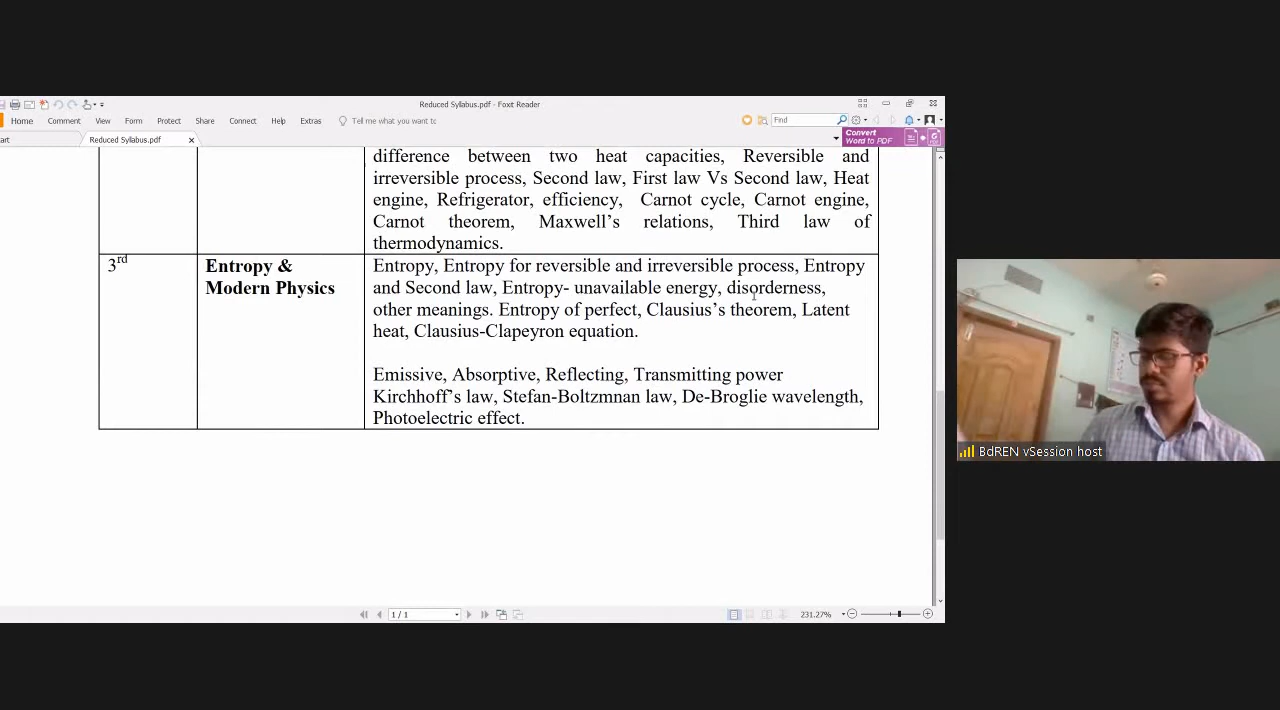 Reduced Syllabus.pdf - Foxit Reader
Home Comment View Form Protect Share Connect Help Extras Tell me what you want tc Find
art Reduced Syllabus.pdf
Convert
Word to PDF
difference between two heat capacities, Reversible and
irreversible process, Second law, First law Vs Second law, Heat
engine, Refrigerator, efficiency, Carnot cycle, Carnot engine,
Carnot theorem, Maxwell's relations, Third law of
thermodynamics.
3rd
Entropy &
Modern Physics
Entropy, Entropy for reversible and irreversible process, Entropy
and Second law, Entropy- unavailable energy, disorderness,
other meanings. Entropy of perfect, Clausius's theorem, Latent
heat, Clausius-Clapeyron equation.
Emissive, Absorptive, Reflecting, Transmitting power
Kirchhoff's law, Stefan-Boltzmnan law, De-Broglie wavelength,
Photoelectric effect.
1 / 1
231.27%
BdREN vSession host